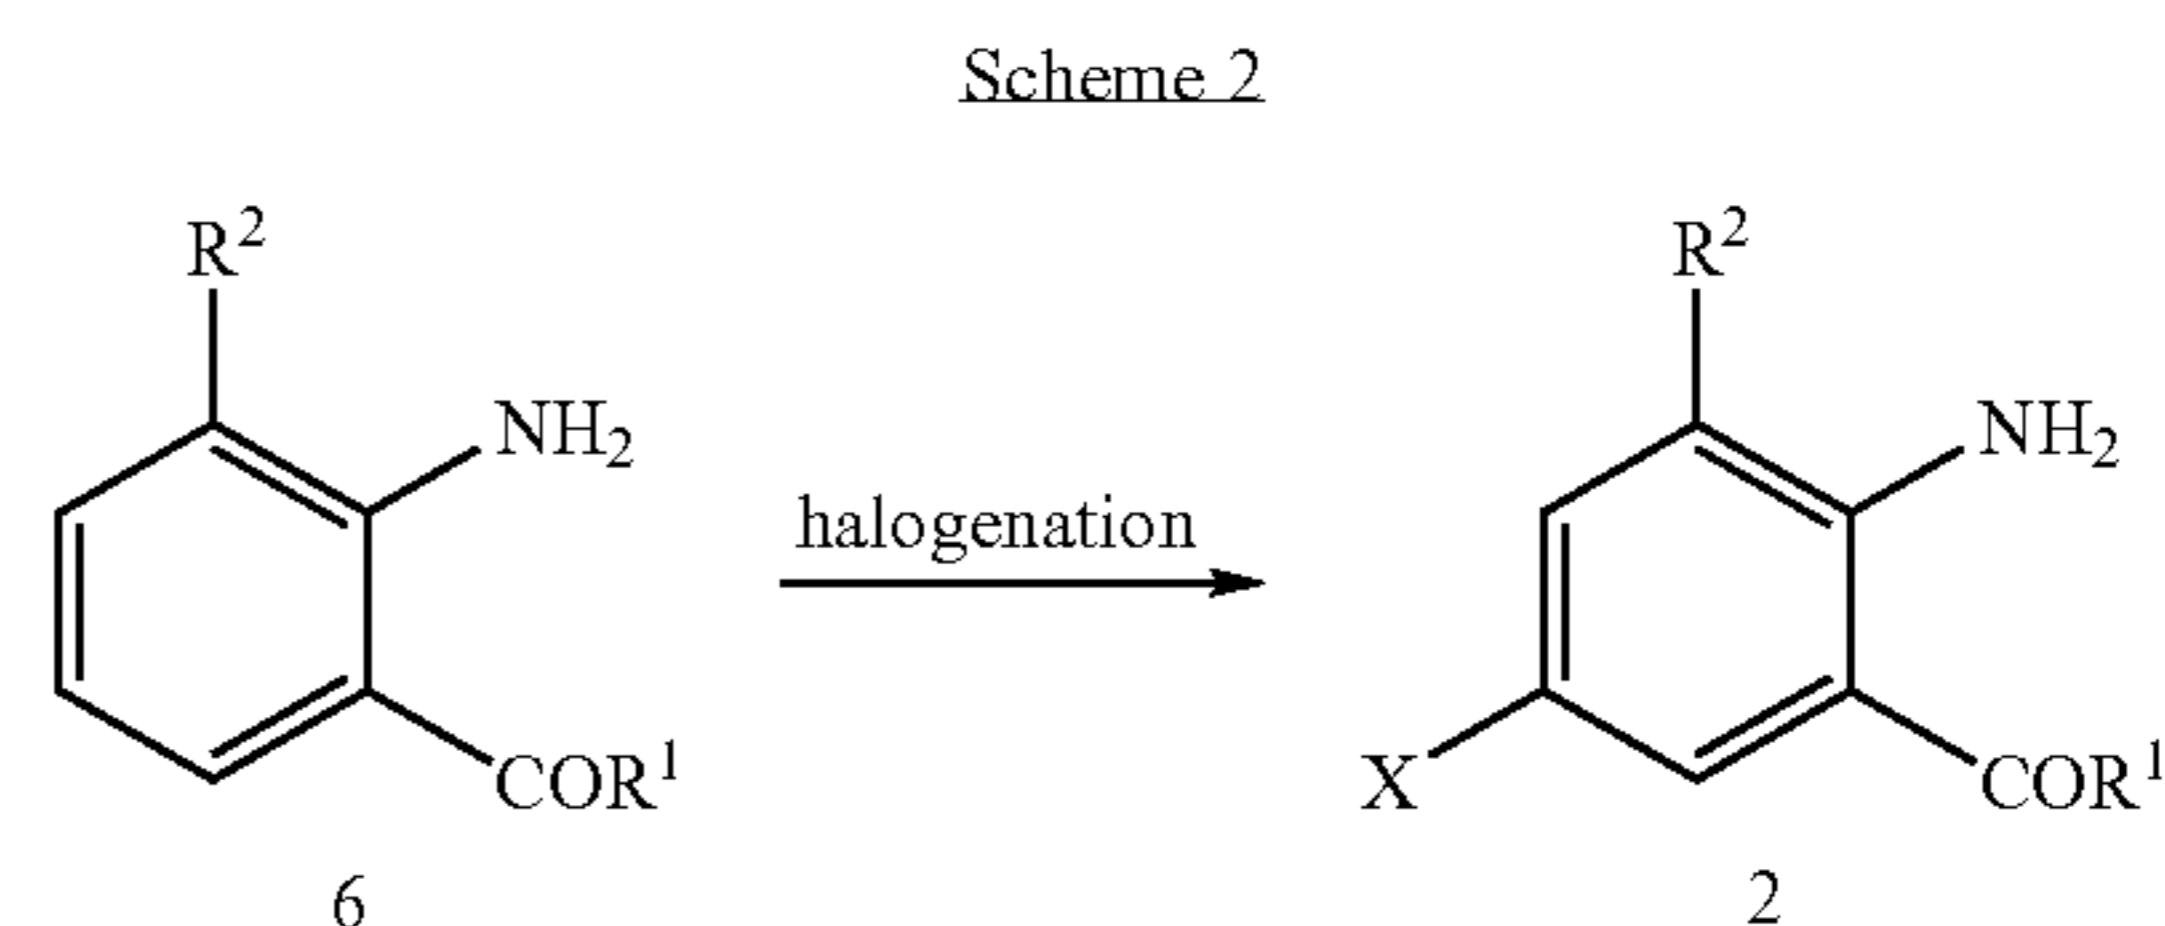 Scheme 2
R² R²
NH₂ NH₂
halogenation
COR¹ X COR¹
6 2